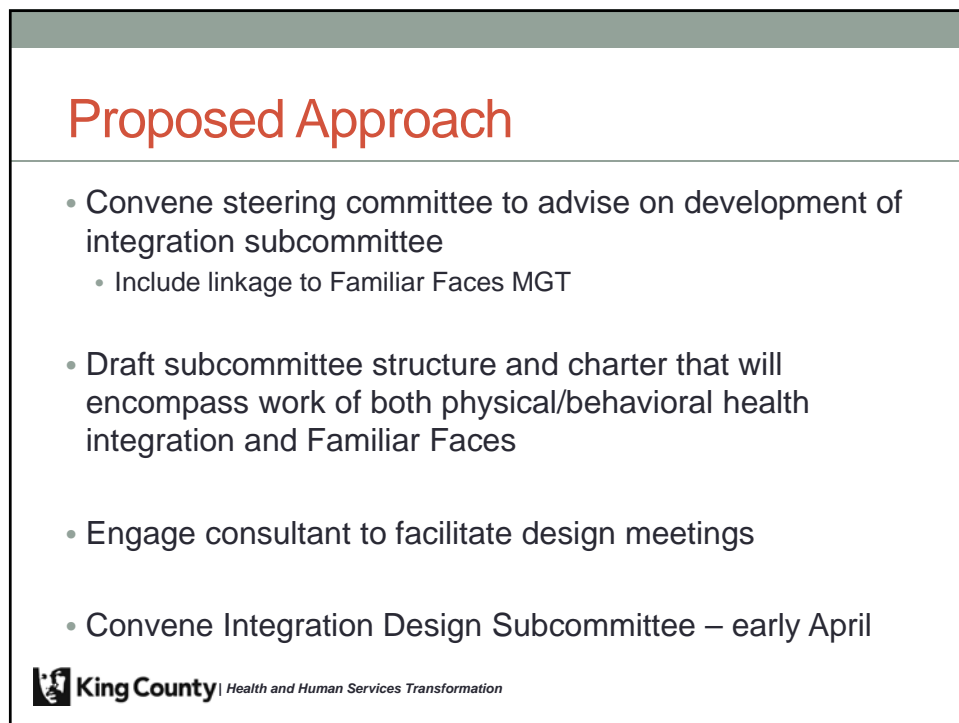 Proposed Approach
• Convene steering committee to advise on development of
integration subcommittee
• Include linkage to Familiar Faces MGT
• Draft subcommittee structure and charter that will
encompass work of both physical/behavioral health
integration and Familiar Faces
• Engage consultant to facilitate design meetings
• Convene Integration Design Subcommittee – early April
King County | Health and Human Services Transformation